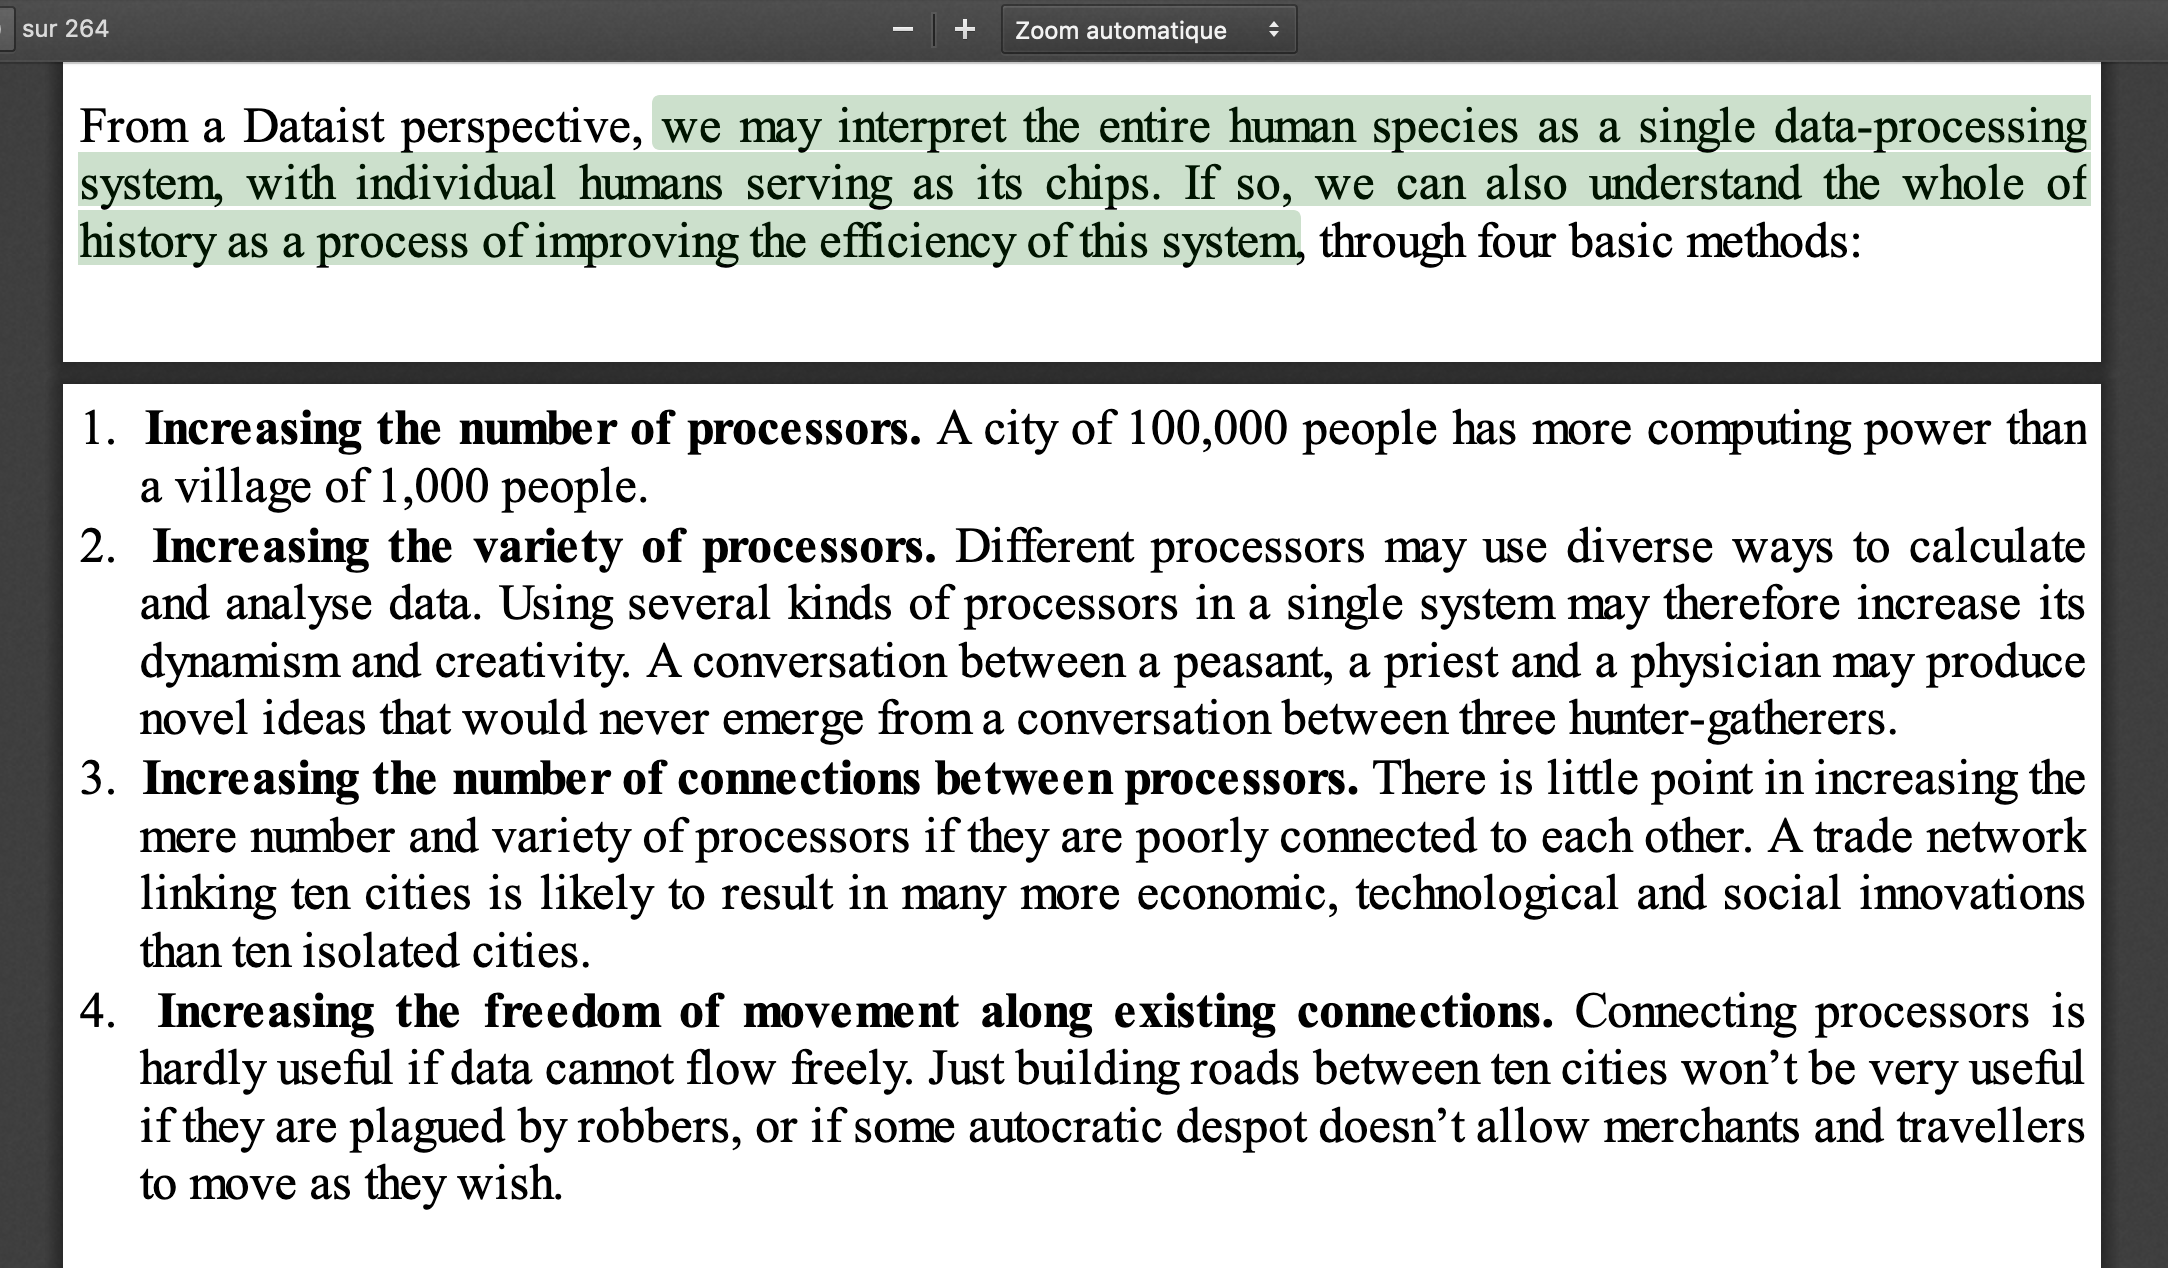 sur 264
Zoom automatique
From a Dataist perspective, we may interpret the entire human species as a single data-processing
system, with individual humans serving as its chips. If so, we can also understand the whole of
history as a process of improving the efficiency of this system, through four basic methods:
1. Increasing the number of processors. A city of 100,000 people has more computing power than
a village of 1,000 people.
2. Increasing the variety of processors. Different processors may use diverse ways to calculate
and analyse data. Using several kinds of processors in a single system may therefore increase its
dynamism and creativity. A conversation between a peasant, a priest and a physician may produce
novel ideas that would never emerge from a conversation between three hunter-gatherers.
3. Increasing the number of connections between processors. There is little point in increasing the
mere number and variety of processors if they are poorly connected to each other. A trade network
linking ten cities is likely to result in many more economic, technological and social innovations
than ten isolated cities.
4. Increasing the freedom of movement along existing connections. Connecting processors is
hardly useful if data cannot flow freely. Just building roads between ten cities won’t be very useful
if they are plagued by robbers, or if some autocratic despot doesn’t allow merchants and travellers
to move as they wish.